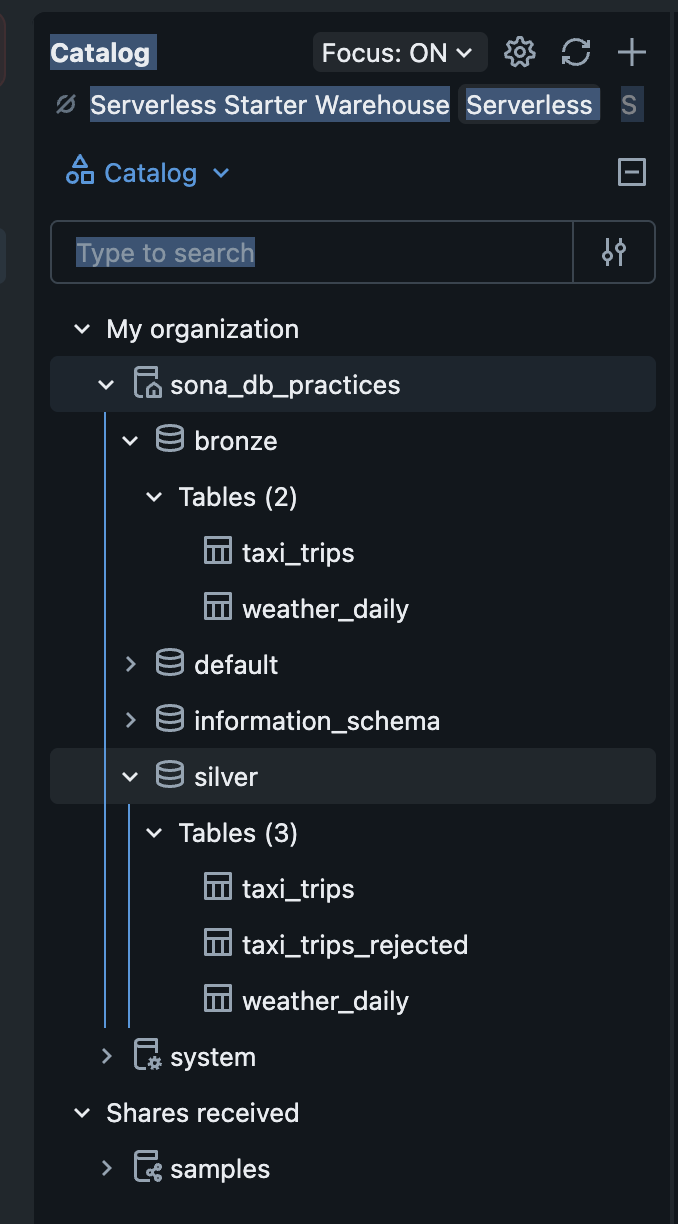 Catalog
Focus: ON
Serverless Starter Warehouse Serverless S
Catalog
Type to search
My organization
sona_db_practices
bronze
Tables (2)
taxi_trips
weather_daily
default
information_schema
silver
Tables (3)
taxi_trips
taxi_trips_rejected
weather_daily
system
Shares received
samples